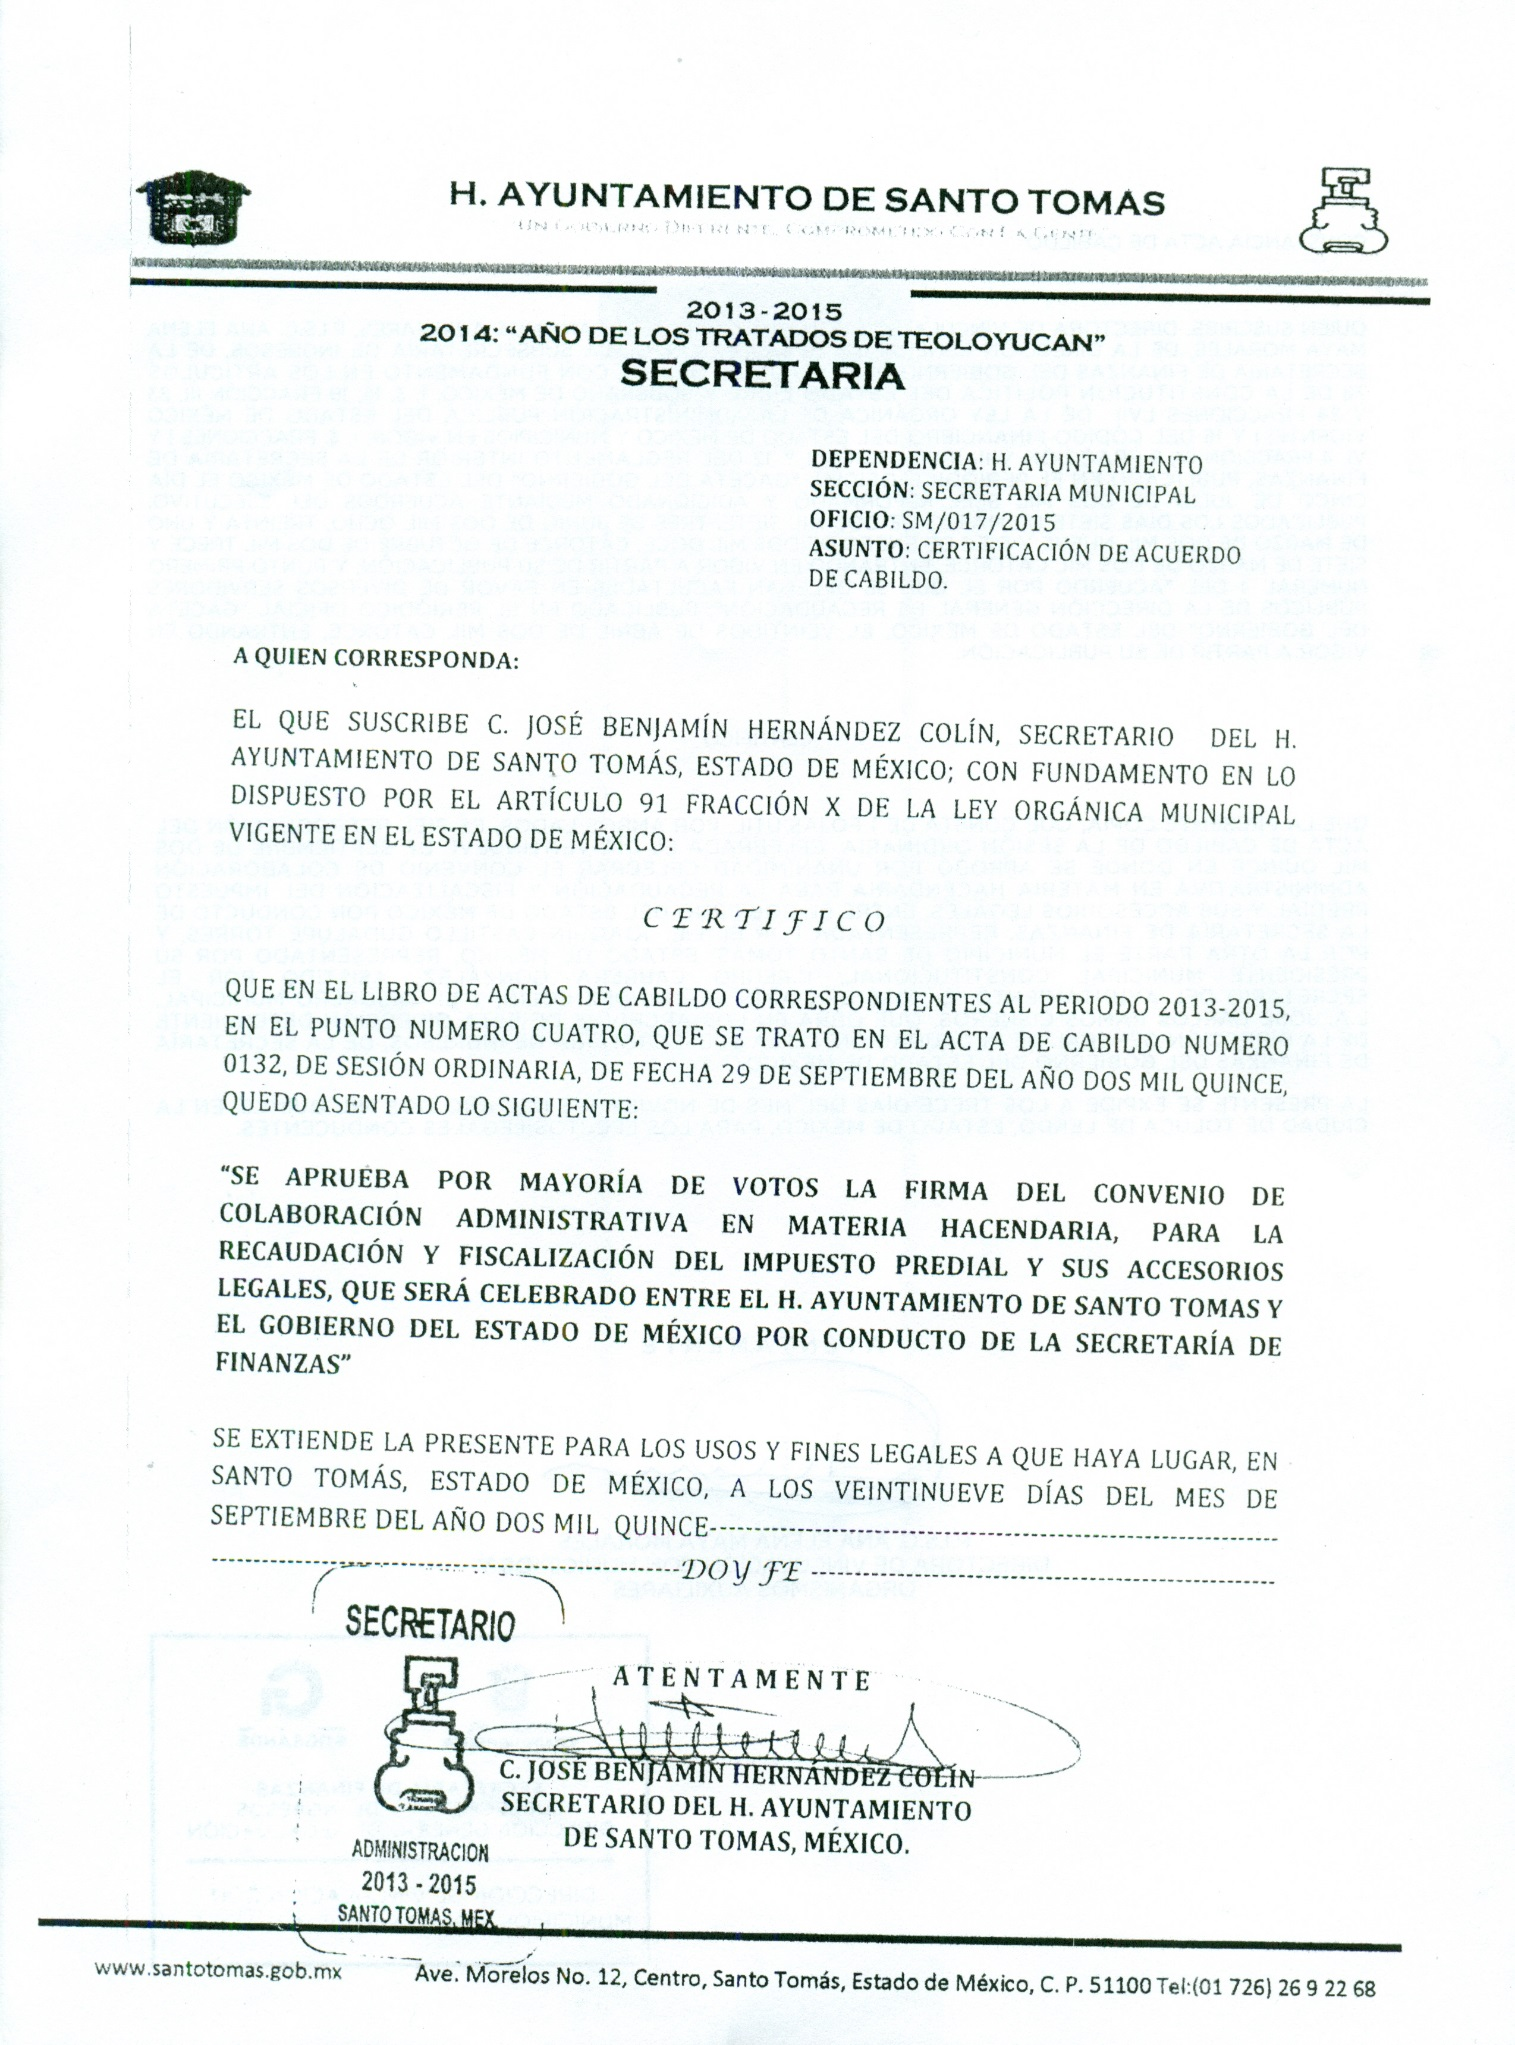 H. AYUNTAMIENTO DE SANTO TOMAS
UN GOBIERNO DIFERENTE, COMPROMETIDO CON LA GENTE
2013-2015
2014: “AÑO DE LOS TRATADOS DE TEOLOYUCAN”
SECRETARIA
DEPENDENCIA: H. AYUNTAMIENTO
SECCIÓN: SECRETARIA MUNICIPAL
OFICIO: SM/017/2015
ASUNTO: CERTIFICACIÓN DE ACUERDO
DE CABILDO.
A QUIEN CORRESPONDA:
EL QUE SUSCRIBE C. JOSÉ BENJAMÍN HERNÁNDEZ COLÍN, SECRETARIO DEL H.
AYUNTAMIENTO DE SANTO TOMÁS, ESTADO DE MÉXICO; CON FUNDAMENTO EN LO
DISPUESTO POR EL ARTÍCULO 91 FRACCIÓN X DE LA LEY ORGÁNICA MUNICIPAL
VIGENTE EN EL ESTADO DE MÉXICO:
CERTIFICO
QUE EN EL LIBRO DE ACTAS DE CABILDO CORRESPONDIENTES AL PERIODO 2013-2015,
EN EL PUNTO NUMERO CUATRO, QUE SE TRATO EN EL ACTA DE CABILDO NUMERO
0132, DE SESIÓN ORDINARIA, DE FECHA 29 DE SEPTIEMBRE DEL AÑO DOS MIL QUINCE,
QUEDO ASENTADO LO SIGUIENTE:
“SE APRUEBA POR MAYORÍA DE VOTOS LA FIRMA DEL CONVENIO DE
COLABORACIÓN ADMINISTRATIVA EN MATERIA HACENDARIA, PARA LA
RECAUDACIÓN Y FISCALIZACIÓN DEL IMPUESTO PREDIAL Y SUS ACCESORIOS
LEGALES, QUE SERÁ CELEBRADO ENTRE EL H. AYUNTAMIENTO DE SANTO TOMAS Y
EL GOBIERNO DEL ESTADO DE MÉXICO POR CONDUCTO DE LA SECRETARÍA DE
FINANZAS”
SE EXTIENDE LA PRESENTE PARA LOS USOS Y FINES LEGALES A QUE HAYA LUGAR, EN
SANTO TOMÁS, ESTADO DE MÉXICO, A LOS VEINTINUEVE DÍAS DEL MES DE
SEPTIEMBRE DEL AÑO DOS MIL QUINCE------------------------------------------------
----------------------------------------DOY FE ----------------------------------------
SECRETARIO
ATENTAMENTE
C. JOSE BENJAMÍN HERNÁNDEZ COLÍN
SECRETARIO DEL H. AYUNTAMIENTO
DE SANTO TOMAS, MÉXICO.
ADMINISTRACION
2013 - 2015
SANTO TOMAS, MEX.
www.santotomas.gob.mx Ave. Morelos No. 12, Centro, Santo Tomás, Estado de México, C. P. 51100 Tel:(01 726) 26 9 22 68